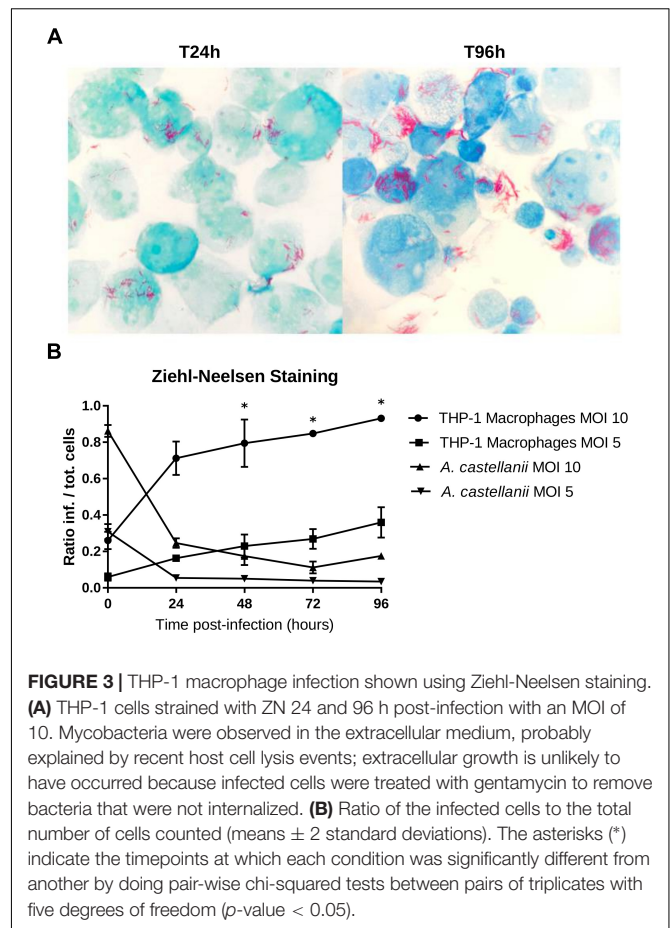 A
T24h
T96h
B
Ziehl-Neelsen Staining
1.0
0.8
0.6
0.4
0.2
0.0
Ratio inf. / tot. cells
0
24
48
72
96
*
*
*
Time post-infection (hours)
THP-1 Macrophages MOI 10
THP-1 Macrophages MOI 5
A. castellanii MOI 10
A. castellanii MOI 5
FIGURE 3 | THP-1 macrophage infection shown using Ziehl-Neelsen staining.
(A) THP-1 cells strained with ZN 24 and 96 h post-infection with an MOI of
10. Mycobacteria were observed in the extracellular medium, probably
explained by recent host cell lysis events; extracellular growth is unlikely to
have occurred because infected cells were treated with gentamycin to remove
bacteria that were not internalized. (B) Ratio of the infected cells to the total
number of cells counted (means ± 2 standard deviations). The asterisks (*)
indicate the timepoints at which each condition was significantly different from
another by doing pair-wise chi-squared tests between pairs of triplicates with
five degrees of freedom (p-value < 0.05).